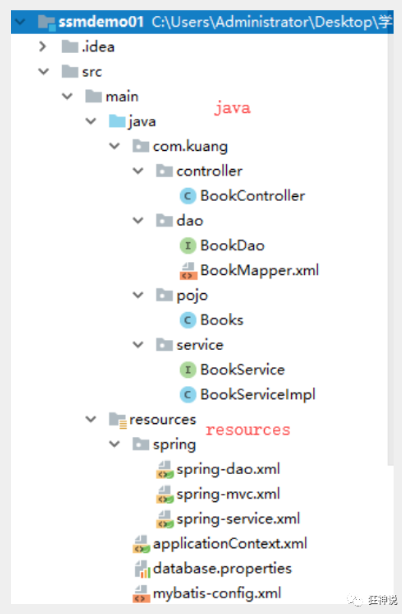 ssmdemo01 C:\Users\Administrator\Desktop\学
.idea
src
main
java
java
com.kuang
controller
BookController
dao
BookDao
BookMapper.xml
pojo
Books
service
BookService
BookServiceImpl
resources
resources
spring
spring-dao.xml
spring-mvc.xml
spring-service.xml
applicationContext.xml
database.properties
mybatis-config.xml
狂神说